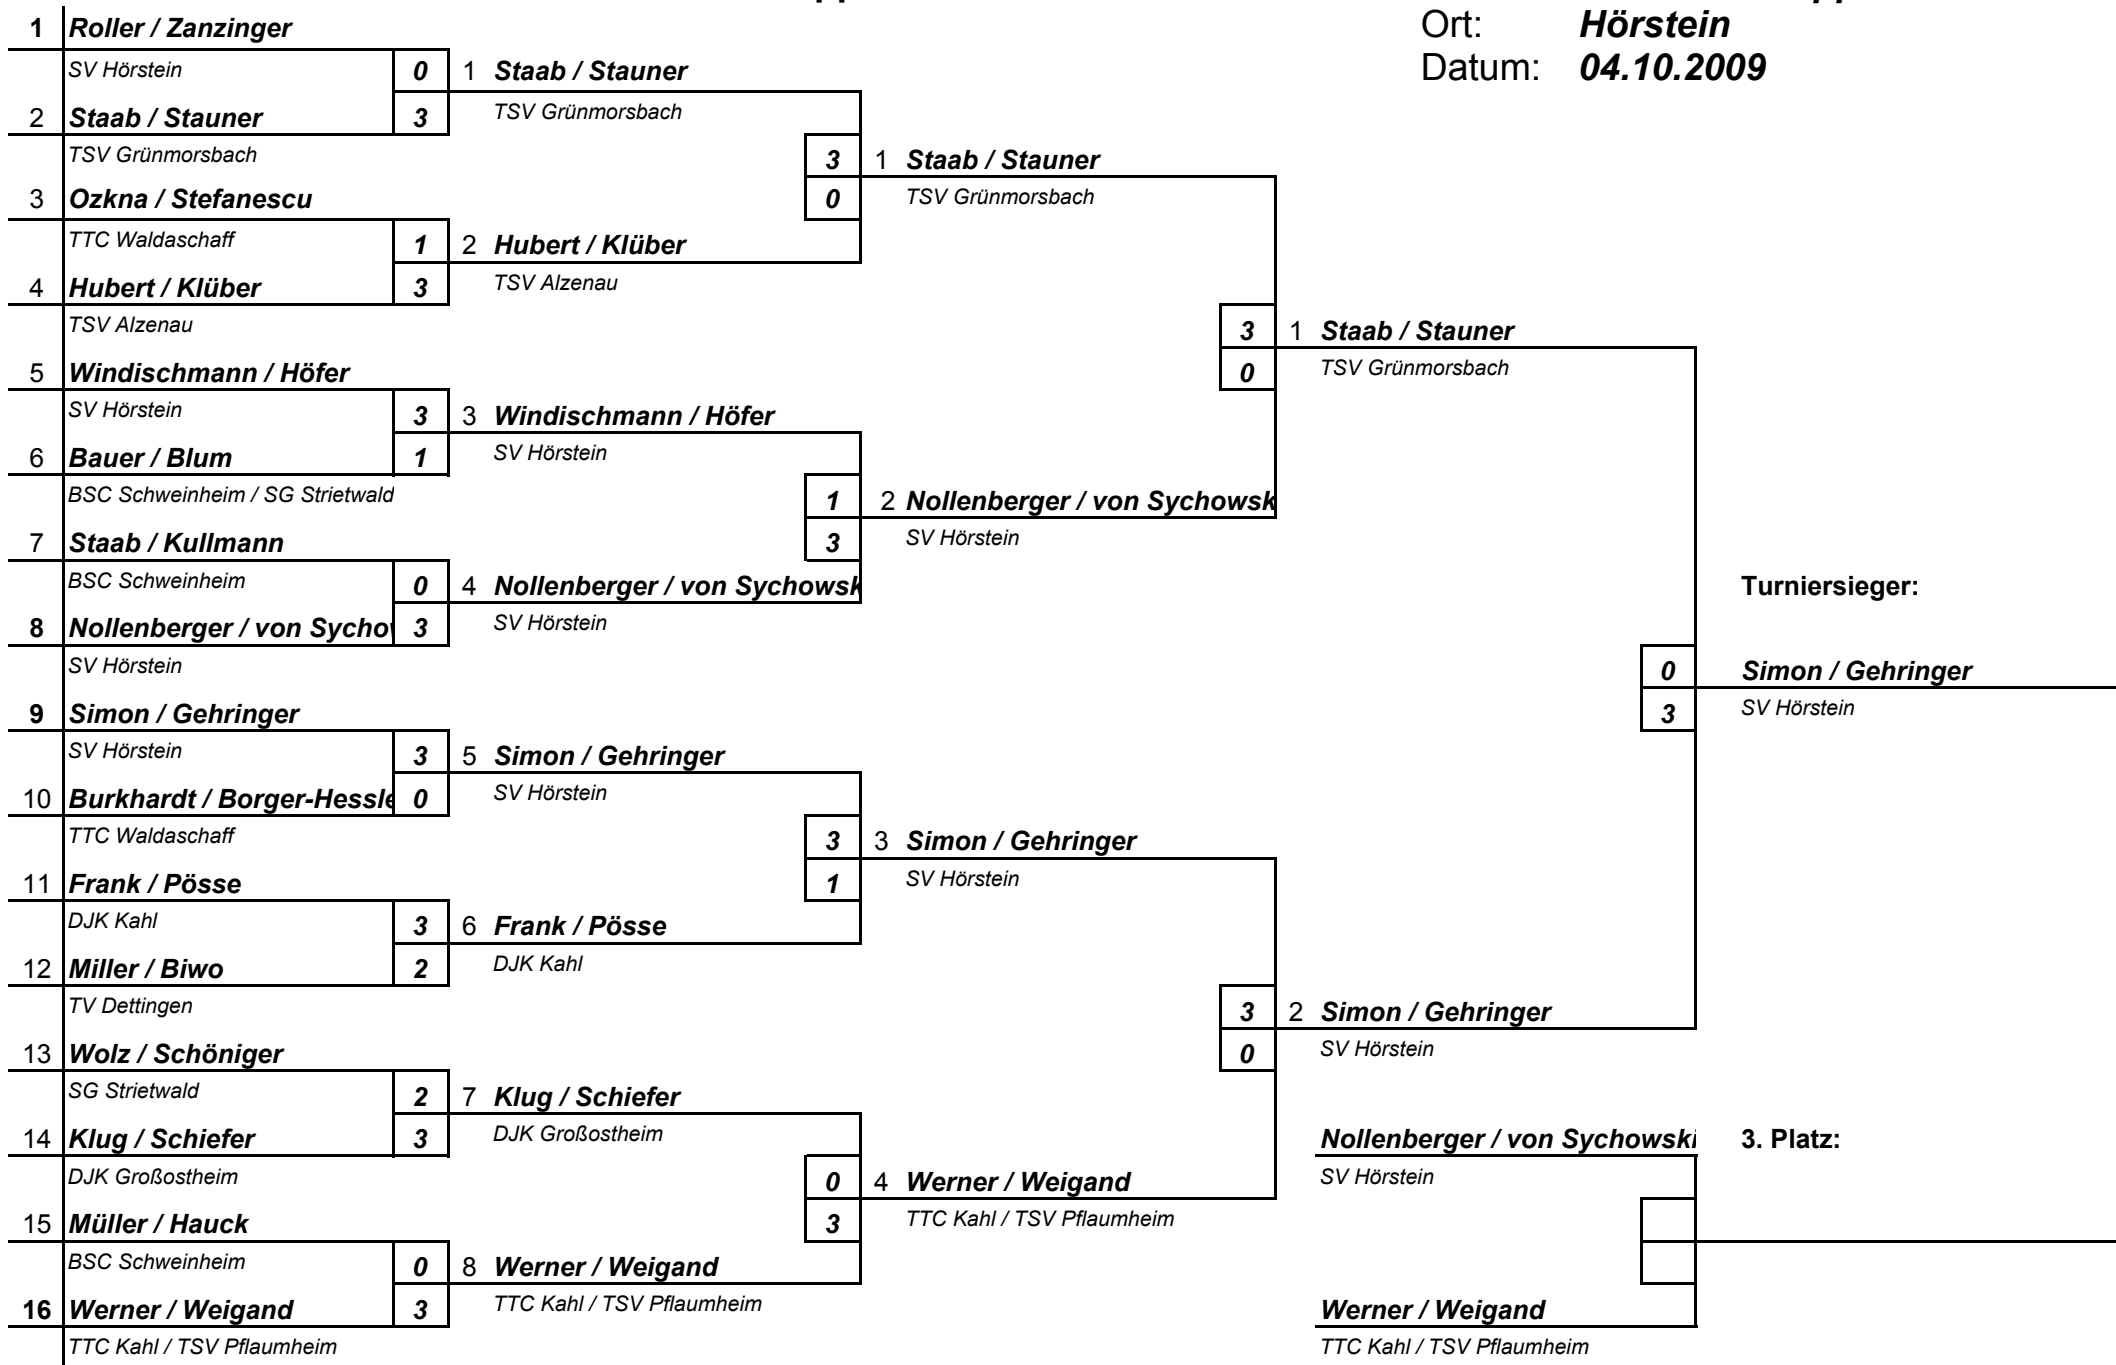 Ort: Hörstein
Datum: 04.10.2009
1 Roller / Zanzinger
SV Hörstein 0
2 Staab / Stauner 3
TSV Grünmorsbach
3 Ozkna / Stefanescu
TTC Waldaschaff 1
4 Hubert / Klüber 3
TSV Alzenau
5 Windischmann / Höfer
SV Hörstein 3
6 Bauer / Blum 1
BSC Schweinheim / SG Strietwald
7 Staab / Kullmann
BSC Schweinheim 0
8 Nollenberger / von Sycho 3
SV Hörstein
9 Simon / Gehringer
SV Hörstein 3
10 Burkhardt / Borger-Hessle 0
TTC Waldaschaff
11 Frank / Pösse
DJK Kahl 3
12 Miller / Biwo 2
TV Dettingen
13 Wolz / Schöniger
SG Strietwald 2
14 Klug / Schiefer 3
DJK Großostheim
15 Müller / Hauck
BSC Schweinheim 0
16 Werner / Weigand 3
TTC Kahl / TSV Pflaumheim
1 Staab / Stauner
TSV Grünmorsbach
3
0
2 Hubert / Klüber
TSV Alzenau
3 Windischmann / Höfer
SV Hörstein
1
3
4 Nollenberger / von Sychowsk
SV Hörstein
5 Simon / Gehringer
SV Hörstein
3
1
6 Frank / Pösse
DJK Kahl
7 Klug / Schiefer
DJK Großostheim
0
3
8 Werner / Weigand
TTC Kahl / TSV Pflaumheim
1 Staab / Stauner
TSV Grünmorsbach
3
0
2 Nollenberger / von Sychowsk
SV Hörstein
3 Simon / Gehringer
SV Hörstein
3
0
4 Werner / Weigand
TTC Kahl / TSV Pflaumheim
1 Staab / Stauner
TSV Grünmorsbach
0
3
2 Simon / Gehringer
SV Hörstein
Turniersieger:
Simon / Gehringer
SV Hörstein
Nollenberger / von Sychowski 3. Platz:
SV Hörstein
Werner / Weigand
TTC Kahl / TSV Pflaumheim